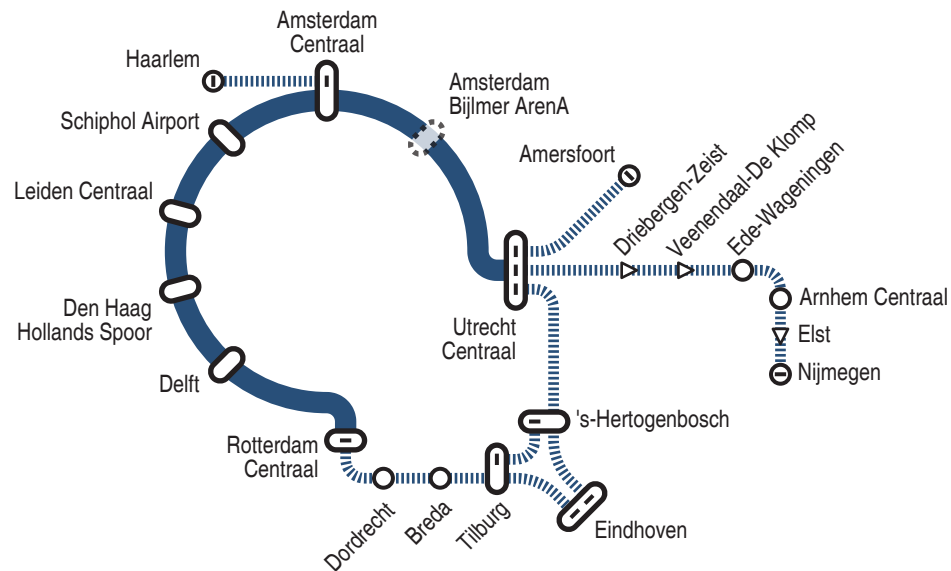 Amsterdam
Centraal
Haarlem
Amsterdam
Bijlmer ArenA
Schiphol Airport
Amersfoort
Driebergen-Zeist
Veenendaal-De Klomp
Ede-Wageningen
Leiden Centraal
Den Haag
Hollands Spoor
Arnhem Centraal
Utrecht
Centraal
Elst
Nijmegen
Delft
Rotterdam
Centraal
's-Hertogenbosch
Dordrecht
Breda
Tilburg
Eindhoven